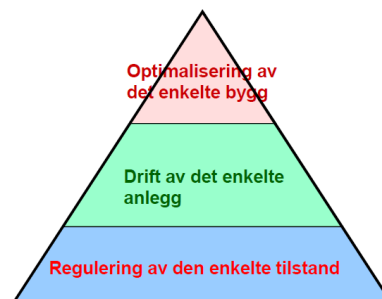 Optimalisering av
det enkelte bygg
Drift av det enkelte
anlegg
Regulering av den enkelte tilstand